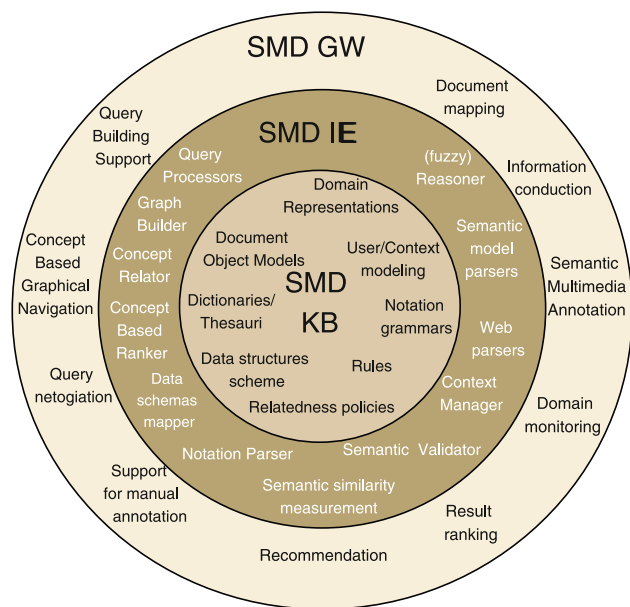 SMD GW
Document
mapping
Query
Building
Support
Information
conduction
Concept
Based
Graphical
Navigation
Semantic
Multimedia
Annotation
Query
netogiation
Domain
monitoring
Support
for manual
annotation
Result
ranking
Recommendation
SMD IE
Query
Processors
(fuzzy)
Reasoner
Graph
Builder
Semantic
model
parsers
Concept
Relator
Concept
Based
Ranker
Web
parsers
Data
schemas
mapper
Context
Manager
Notation Parser
Semantic Validator
Semantic similarity
measurement
Domain
Representations
Document
Object Models
User/Context
modeling
SMD
KB
Dictionaries/
Thesauri
Notation
grammars
Data structures
scheme
Rules
Relatedness policies